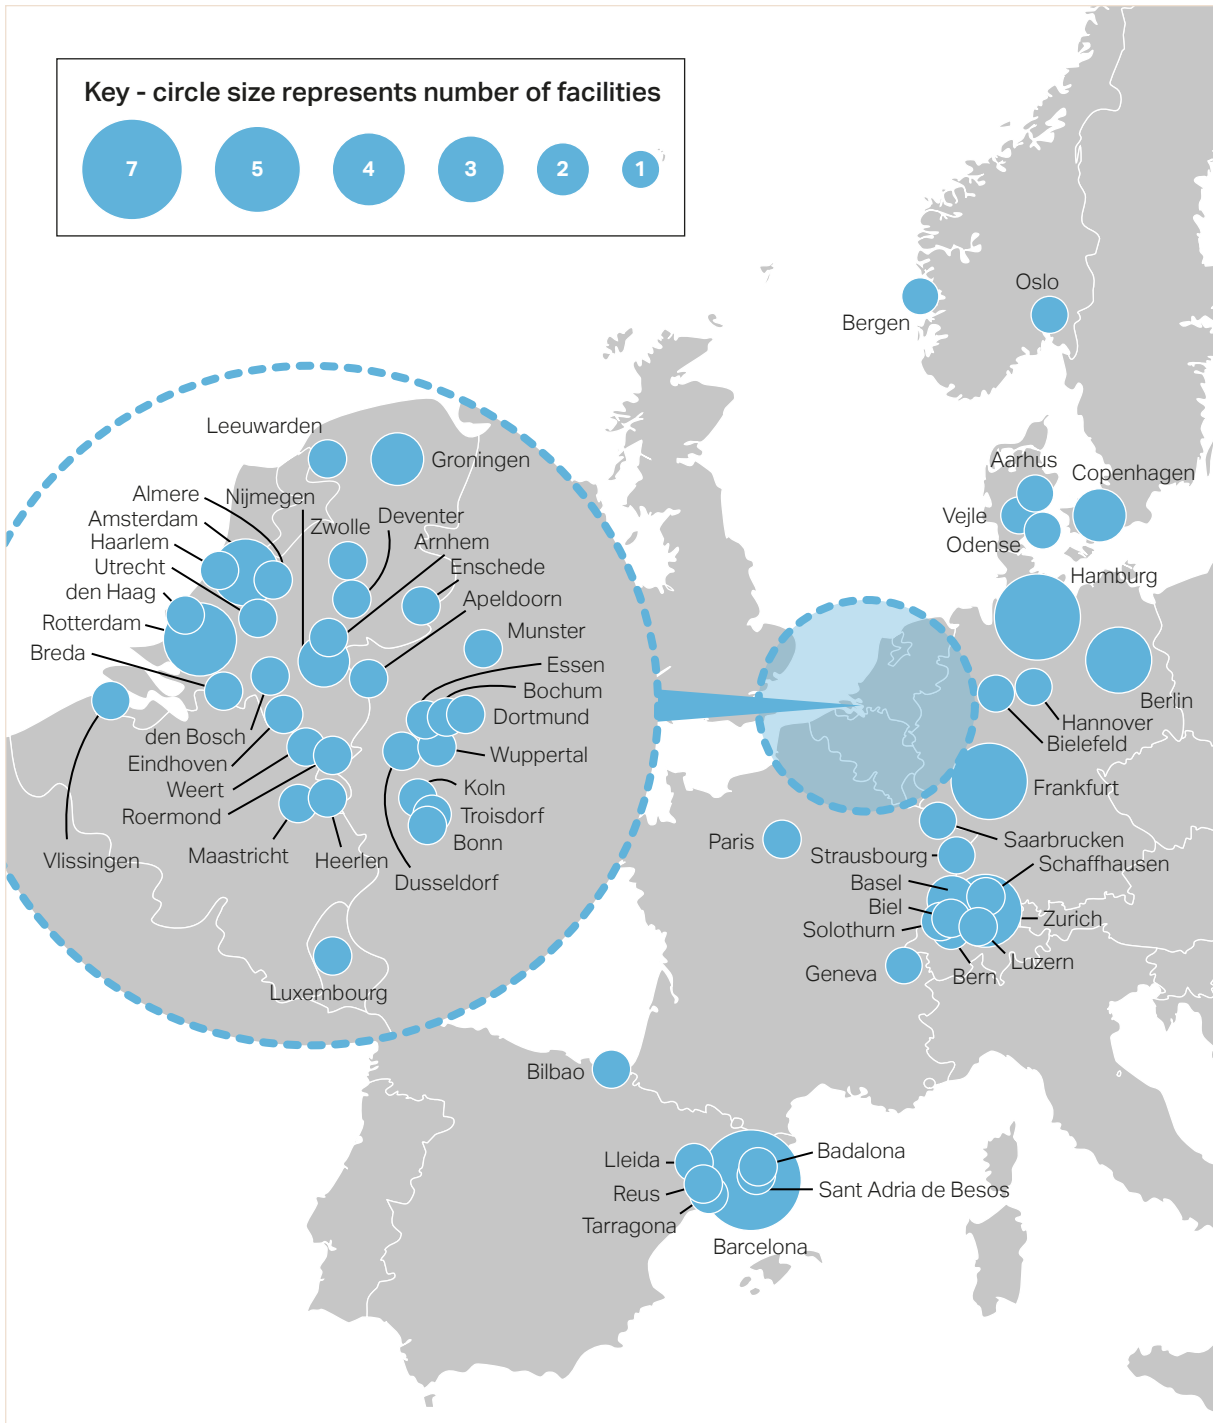 Key - circle size represents number of facilities
7
5
4
3
2
1
Oslo
Bergen
Leeuwarden
Groningen
Aarhus
Copenhagen
Almere
Nijmegen
Amsterdam
Zwolle
Deventer
Vejle
Haarlem
Arnhem
Odense
Utrecht
Enschede
den Haag
Apeldoorn
Hamburg
Rotterdam
Munster
Breda
Essen
Bochum
Berlin
Dortmund
Hannover
den Bosch
Bielefeld
Eindhoven
Wuppertal
Weert
Koln
Frankfurt
Roermond
Troisdorf
Bonn
Paris
Saarbrucken
Vlissingen
Maastricht
Heerlen
Strausbourg
Schaffhausen
Dusseldorf
Basel
Biel
Zurich
Solothurn
Luzern
Geneva
Bern
Luxembourg
Bilbao
Lleida
Badalona
Reus
Sant Adria de Besos
Tarragona
Barcelona